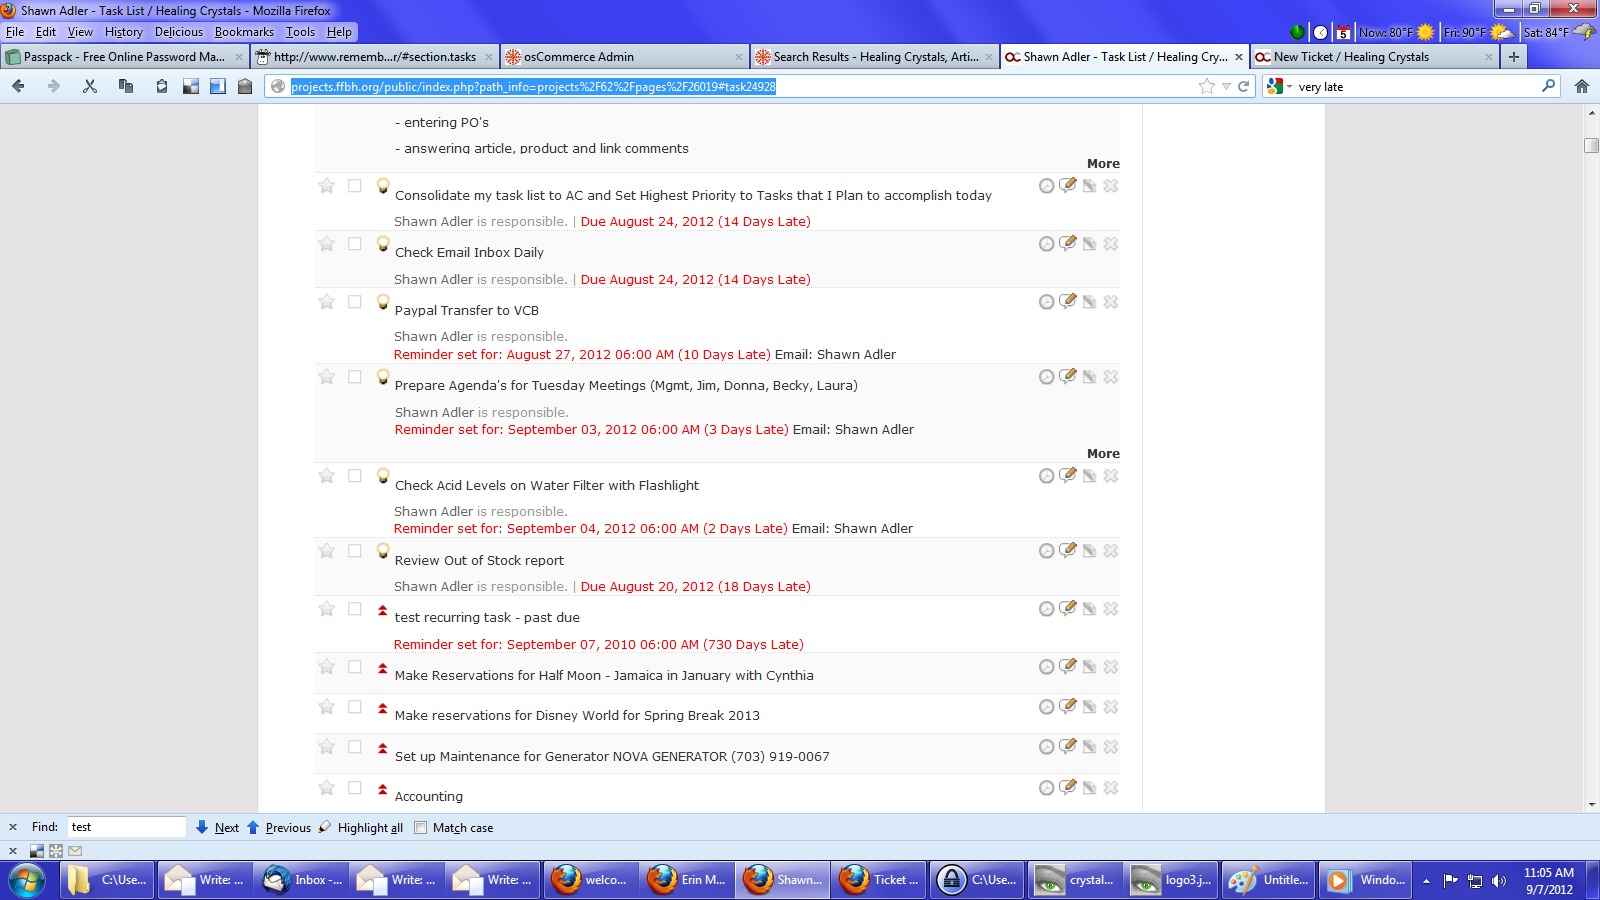 Shawn Adler - Task List / Healing Crystals - Mozilla Firefox
File Edit View History Delicious Bookmarks Tools Help
5 Now: 80°F Fri: 90°F Sat: 84°F
Passpack - Free Online Password Ma... http://www.rememb...r/#section.tasks osCommerce Admin Search Results - Healing Crystals, Arti... Shawn Adler - Task List / Healing Cry... New Ticket / Healing Crystals
projects.ffbh.org/public/index.php?path_info=projects%2F62%2Fpages%2F26019#task24928 very late
- entering PO's
- answering article, product and link comments
More
Consolidate my task list to AC and Set Highest Priority to Tasks that I Plan to accomplish today
Shawn Adler is responsible. | Due August 24, 2012 (14 Days Late)
Check Email Inbox Daily
Shawn Adler is responsible. | Due August 24, 2012 (14 Days Late)
Paypal Transfer to VCB
Shawn Adler is responsible.
Reminder set for: August 27, 2012 06:00 AM (10 Days Late) Email: Shawn Adler
Prepare Agenda's for Tuesday Meetings (Mgmt, Jim, Donna, Becky, Laura)
Shawn Adler is responsible.
Reminder set for: September 03, 2012 06:00 AM (3 Days Late) Email: Shawn Adler
More
Check Acid Levels on Water Filter with Flashlight
Shawn Adler is responsible.
Reminder set for: September 04, 2012 06:00 AM (2 Days Late) Email: Shawn Adler
Review Out of Stock report
Shawn Adler is responsible. | Due August 20, 2012 (18 Days Late)
test recurring task - past due
Reminder set for: September 07, 2010 06:00 AM (730 Days Late)
Make Reservations for Half Moon - Jamaica in January with Cynthia
Make reservations for Disney World for Spring Break 2013
Set up Maintenance for Generator NOVA GENERATOR (703) 919-0067
Accounting
Find: test Next Previous Highlight all Match case
C:\Use... Write: ... Inbox -... Write: ... Write: ... welco... Erin M... Shawn... Ticket ... C:\Use... crystal... logo3.j... Untitle... Windo... 11:05 AM
9/7/2012